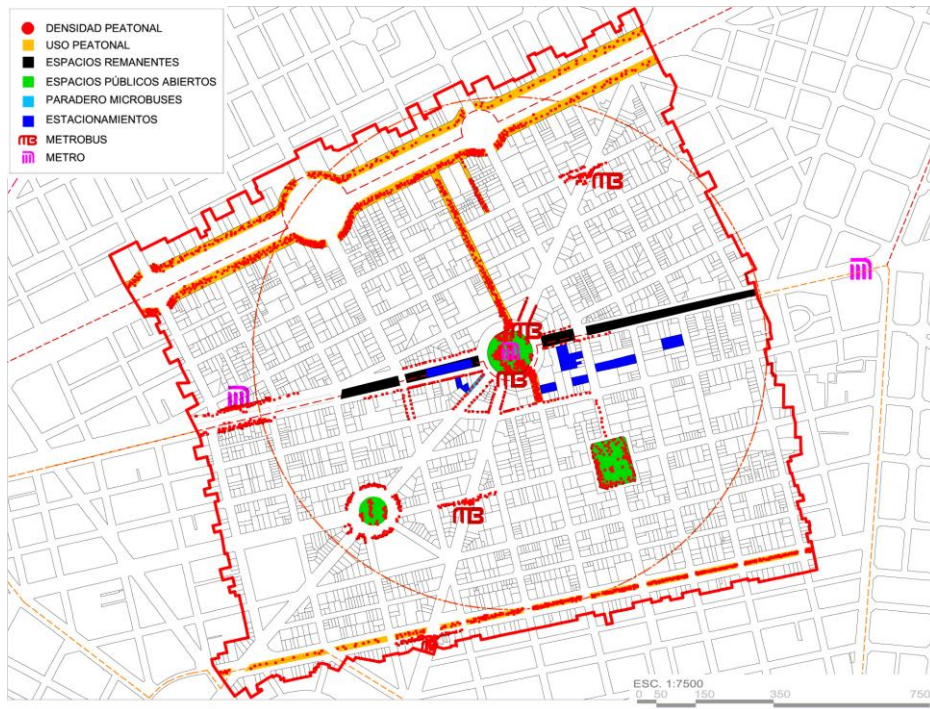 DENSIDAD PEATONAL
USO PEATONAL
ESPACIOS REMANENTES
ESPACIOS PÚBLICOS ABIERTOS
PARADERO MICROBUSES
ESTACIONAMIENTOS
METROBUS
METRO
ESC. 1:7500
0 50 150 350 750